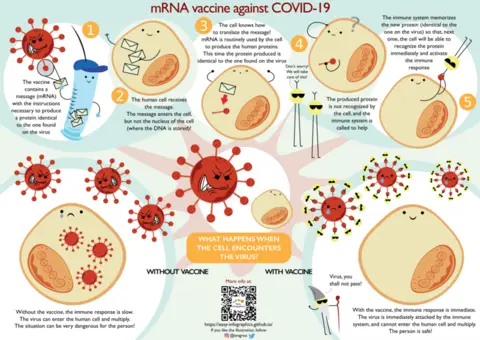 mRNA vaccine against COVID-19
1
The vaccine
contains a
message (mRNA)
with the instructions
necessary to produce
a protein identical
to the one found
on the virus
2
The human cell receives
the message.
The message enters the cell,
but not the nucleus of the cell
(where the DNA is stored)!
3
The cell knows how
to translate the message!
mRNA is routinely used by the cell
to produce the human proteins.
This time the protein produced is
identical to the one found on the virus
4
Don't worry!
We will take
care of this!
?
The produced protein
is not recognized by
the cell, and the
immune system is
called to help
The immune system memorizes
the new protein (identical to the
one on the virus) so that, next
time, the cell will be able to
recognize the protein
immediately and activate
the immune
response
5
WHAT HAPPENS WHEN
THE CELL ENCOUNTERS
THE VIRUS?
WITHOUT VACCINE
WITH VACCINE
Without the vaccine, the immune response is slow.
The virus can enter the human cell and multiply.
The situation can be very dangerous for the person!
More info at:
https://easy-infographics.github.io/
If you like the illustration, follow
Virus, you
shall not pass!
With the vaccine, the immune response is immediate.
The virus is immediately attacked by the immune
system, and cannot enter the human cell and multiply.
The person is safe!